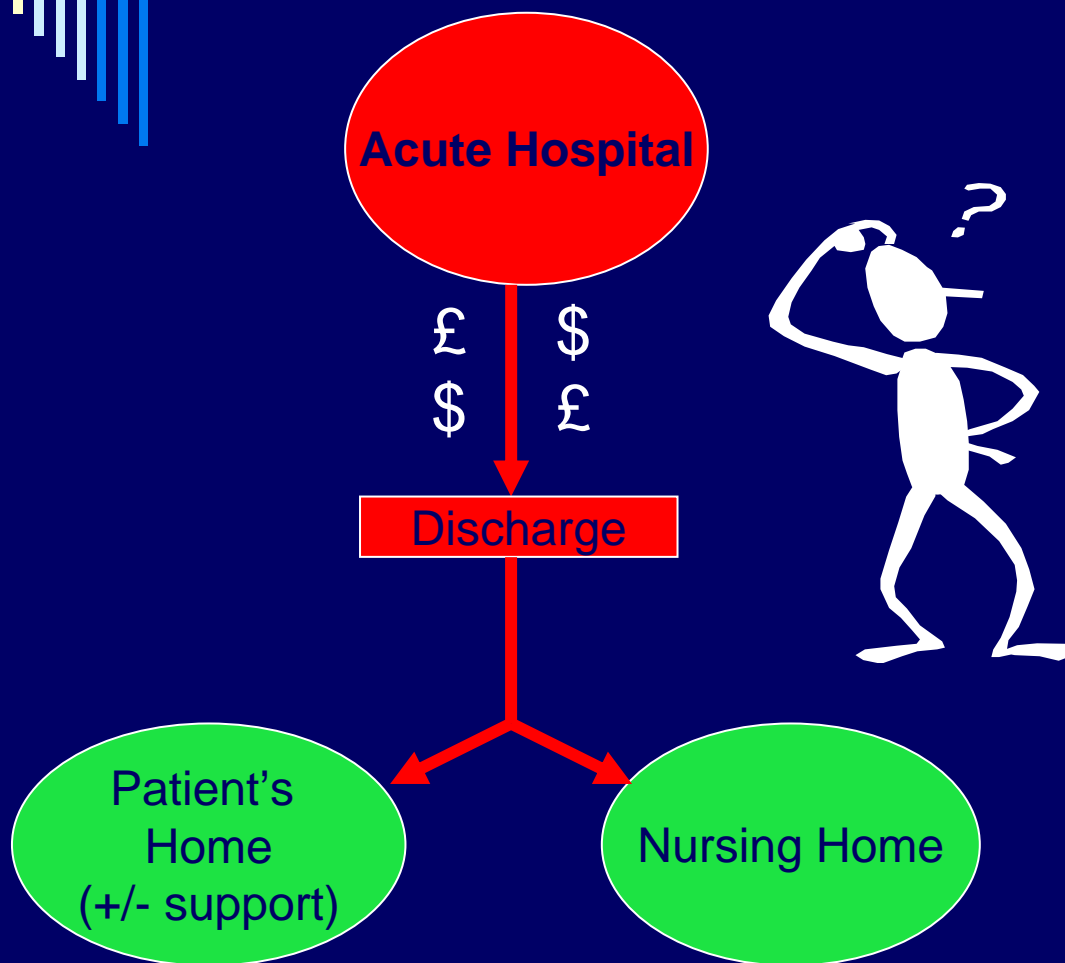 Acute Hospital
?
£ $
$ £
Discharge
Patient's
Home
(+/- support)
Nursing Home